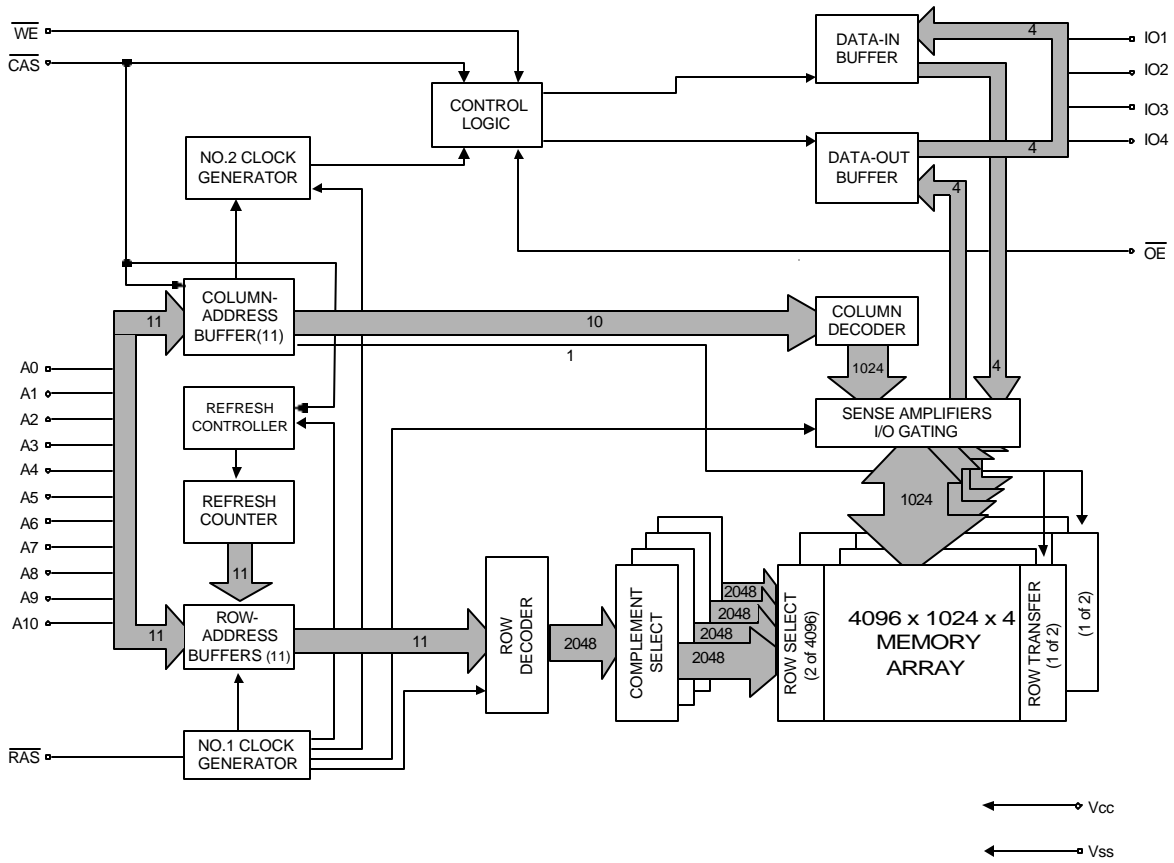 WE
CAS
NO.2 CLOCK
GENERATOR
CONTROL
LOGIC
DATA-IN
BUFFER
DATA-OUT
BUFFER
4
4
4
4
IO1
IO2
IO3
IO4
OE
COLUMN-
ADDRESS
BUFFER(11)
11
10
1
COLUMN
DECODER
1024
SENSE AMPLIFIERS
I/O GATING
1024
A0
A1
A2
A3
A4
A5
A6
A7
A8
A9
A10
REFRESH
CONTROLLER
REFRESH
COUNTER
11
11
ROW-
ADDRESS
BUFFERS (11)
11
ROW
DECODER
2048
COMPLEMENT
SELECT
2048
2048
2048
2048
ROW SELECT
(2 of 4096)
4096 x 1024 x 4
MEMORY
ARRAY
ROW TRANSFER
(1 of 2)
(1 of 2)
RAS
NO.1 CLOCK
GENERATOR
Vcc
Vss